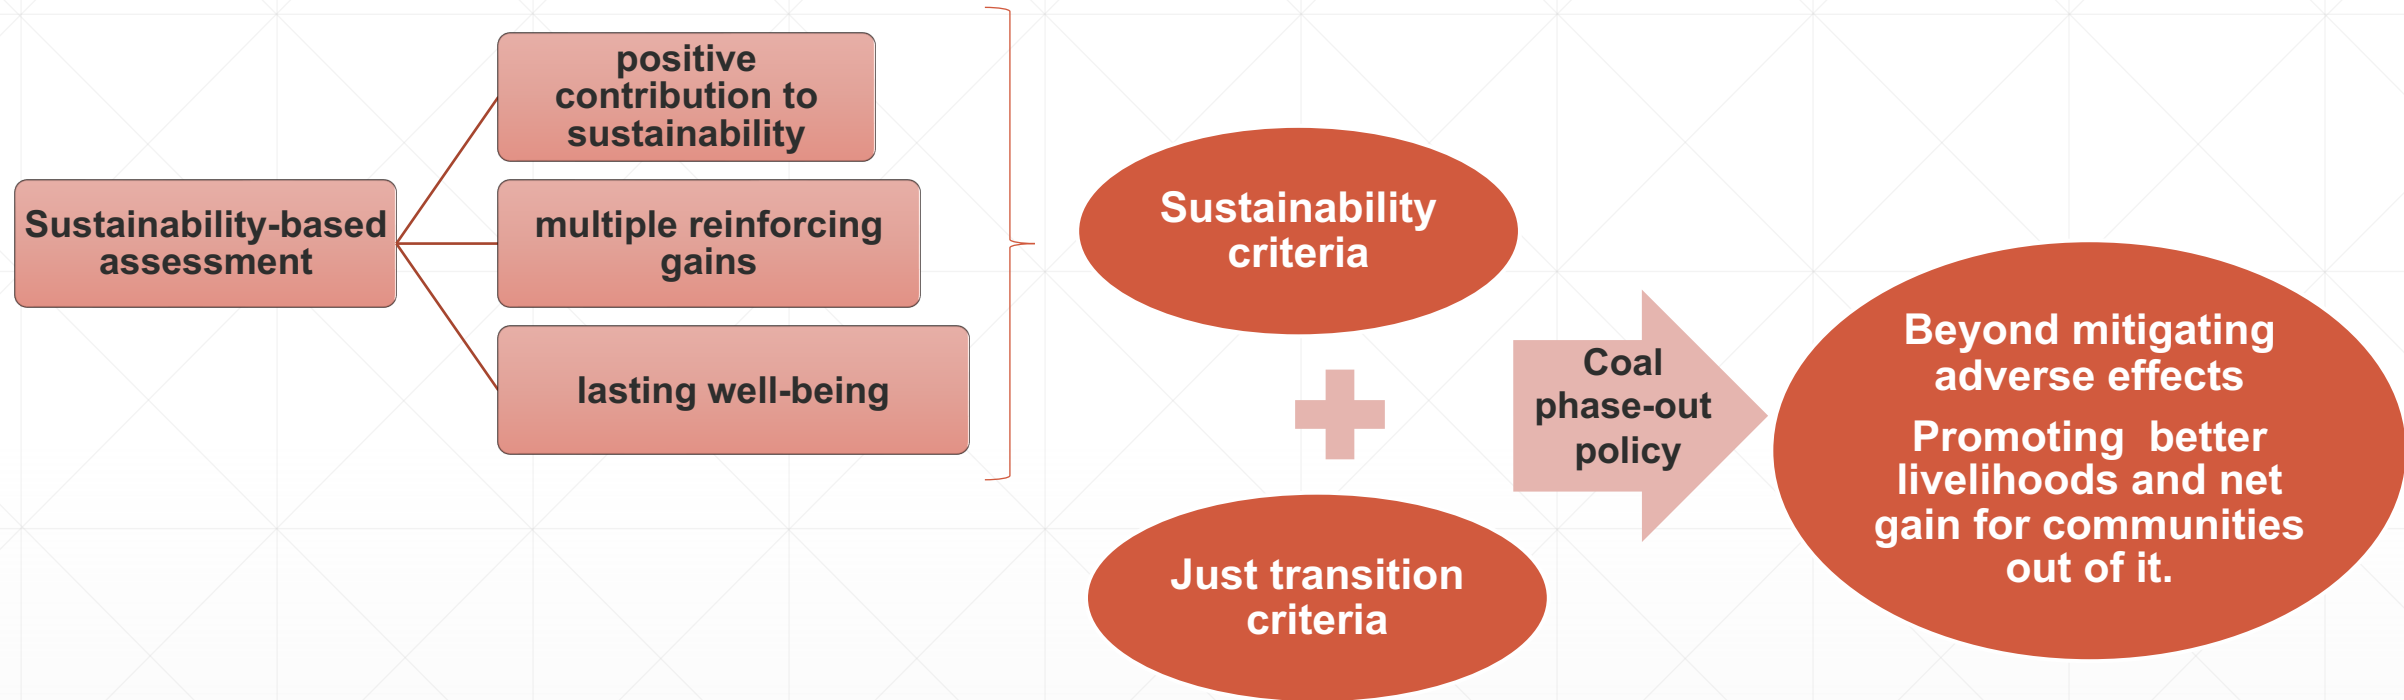 Sustainability-based
assessment
positive
contribution to
sustainability
multiple reinforcing
gains
lasting well-being
Sustainability
criteria
Just transition
criteria
Coal
phase-out
policy
Beyond mitigating
adverse effects
Promoting  better
livelihoods and net
gain for communities
out of it.